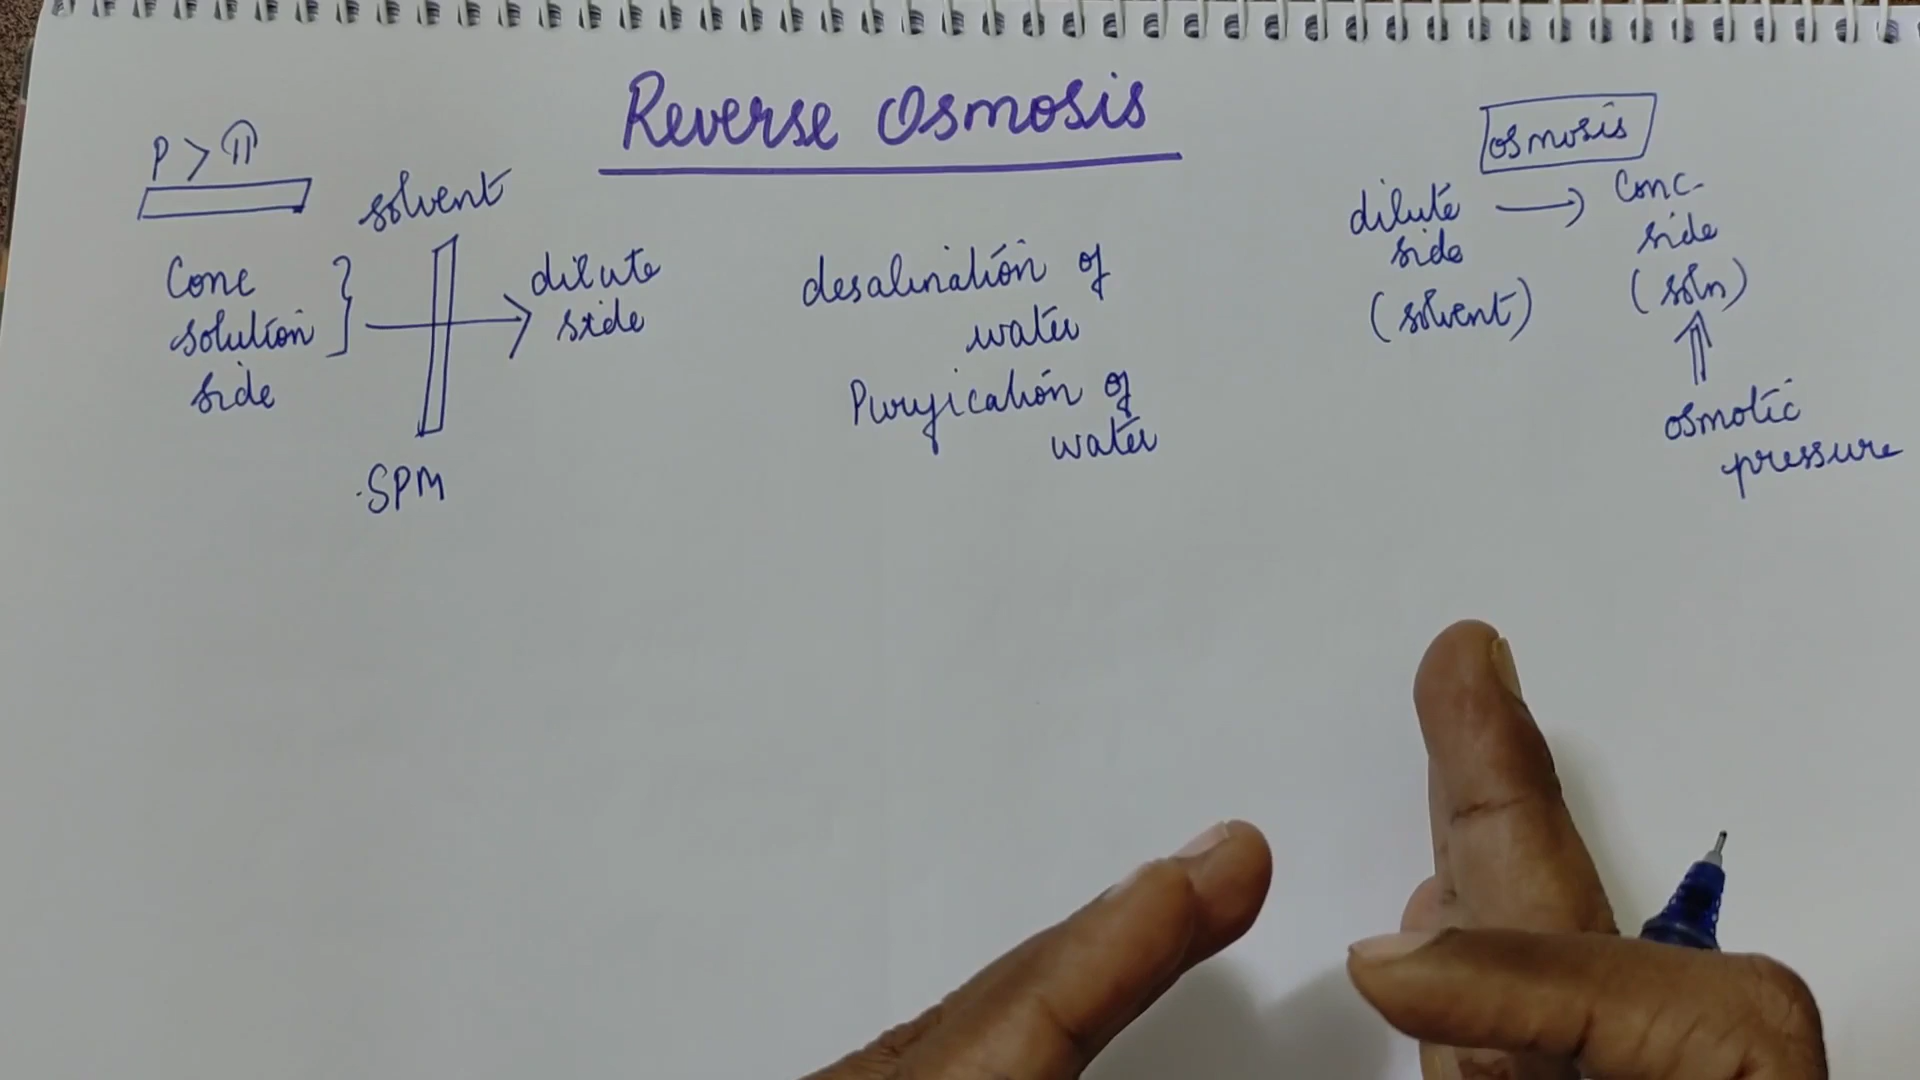 Reverse Osmosis
P > π
solvent
Conc
solution
side
dilute
side
SPM
desalination of
water
Purification of
water
osmosis
dilute
side
(solvent)
Conc-
side
(soln)
osmotic
pressure